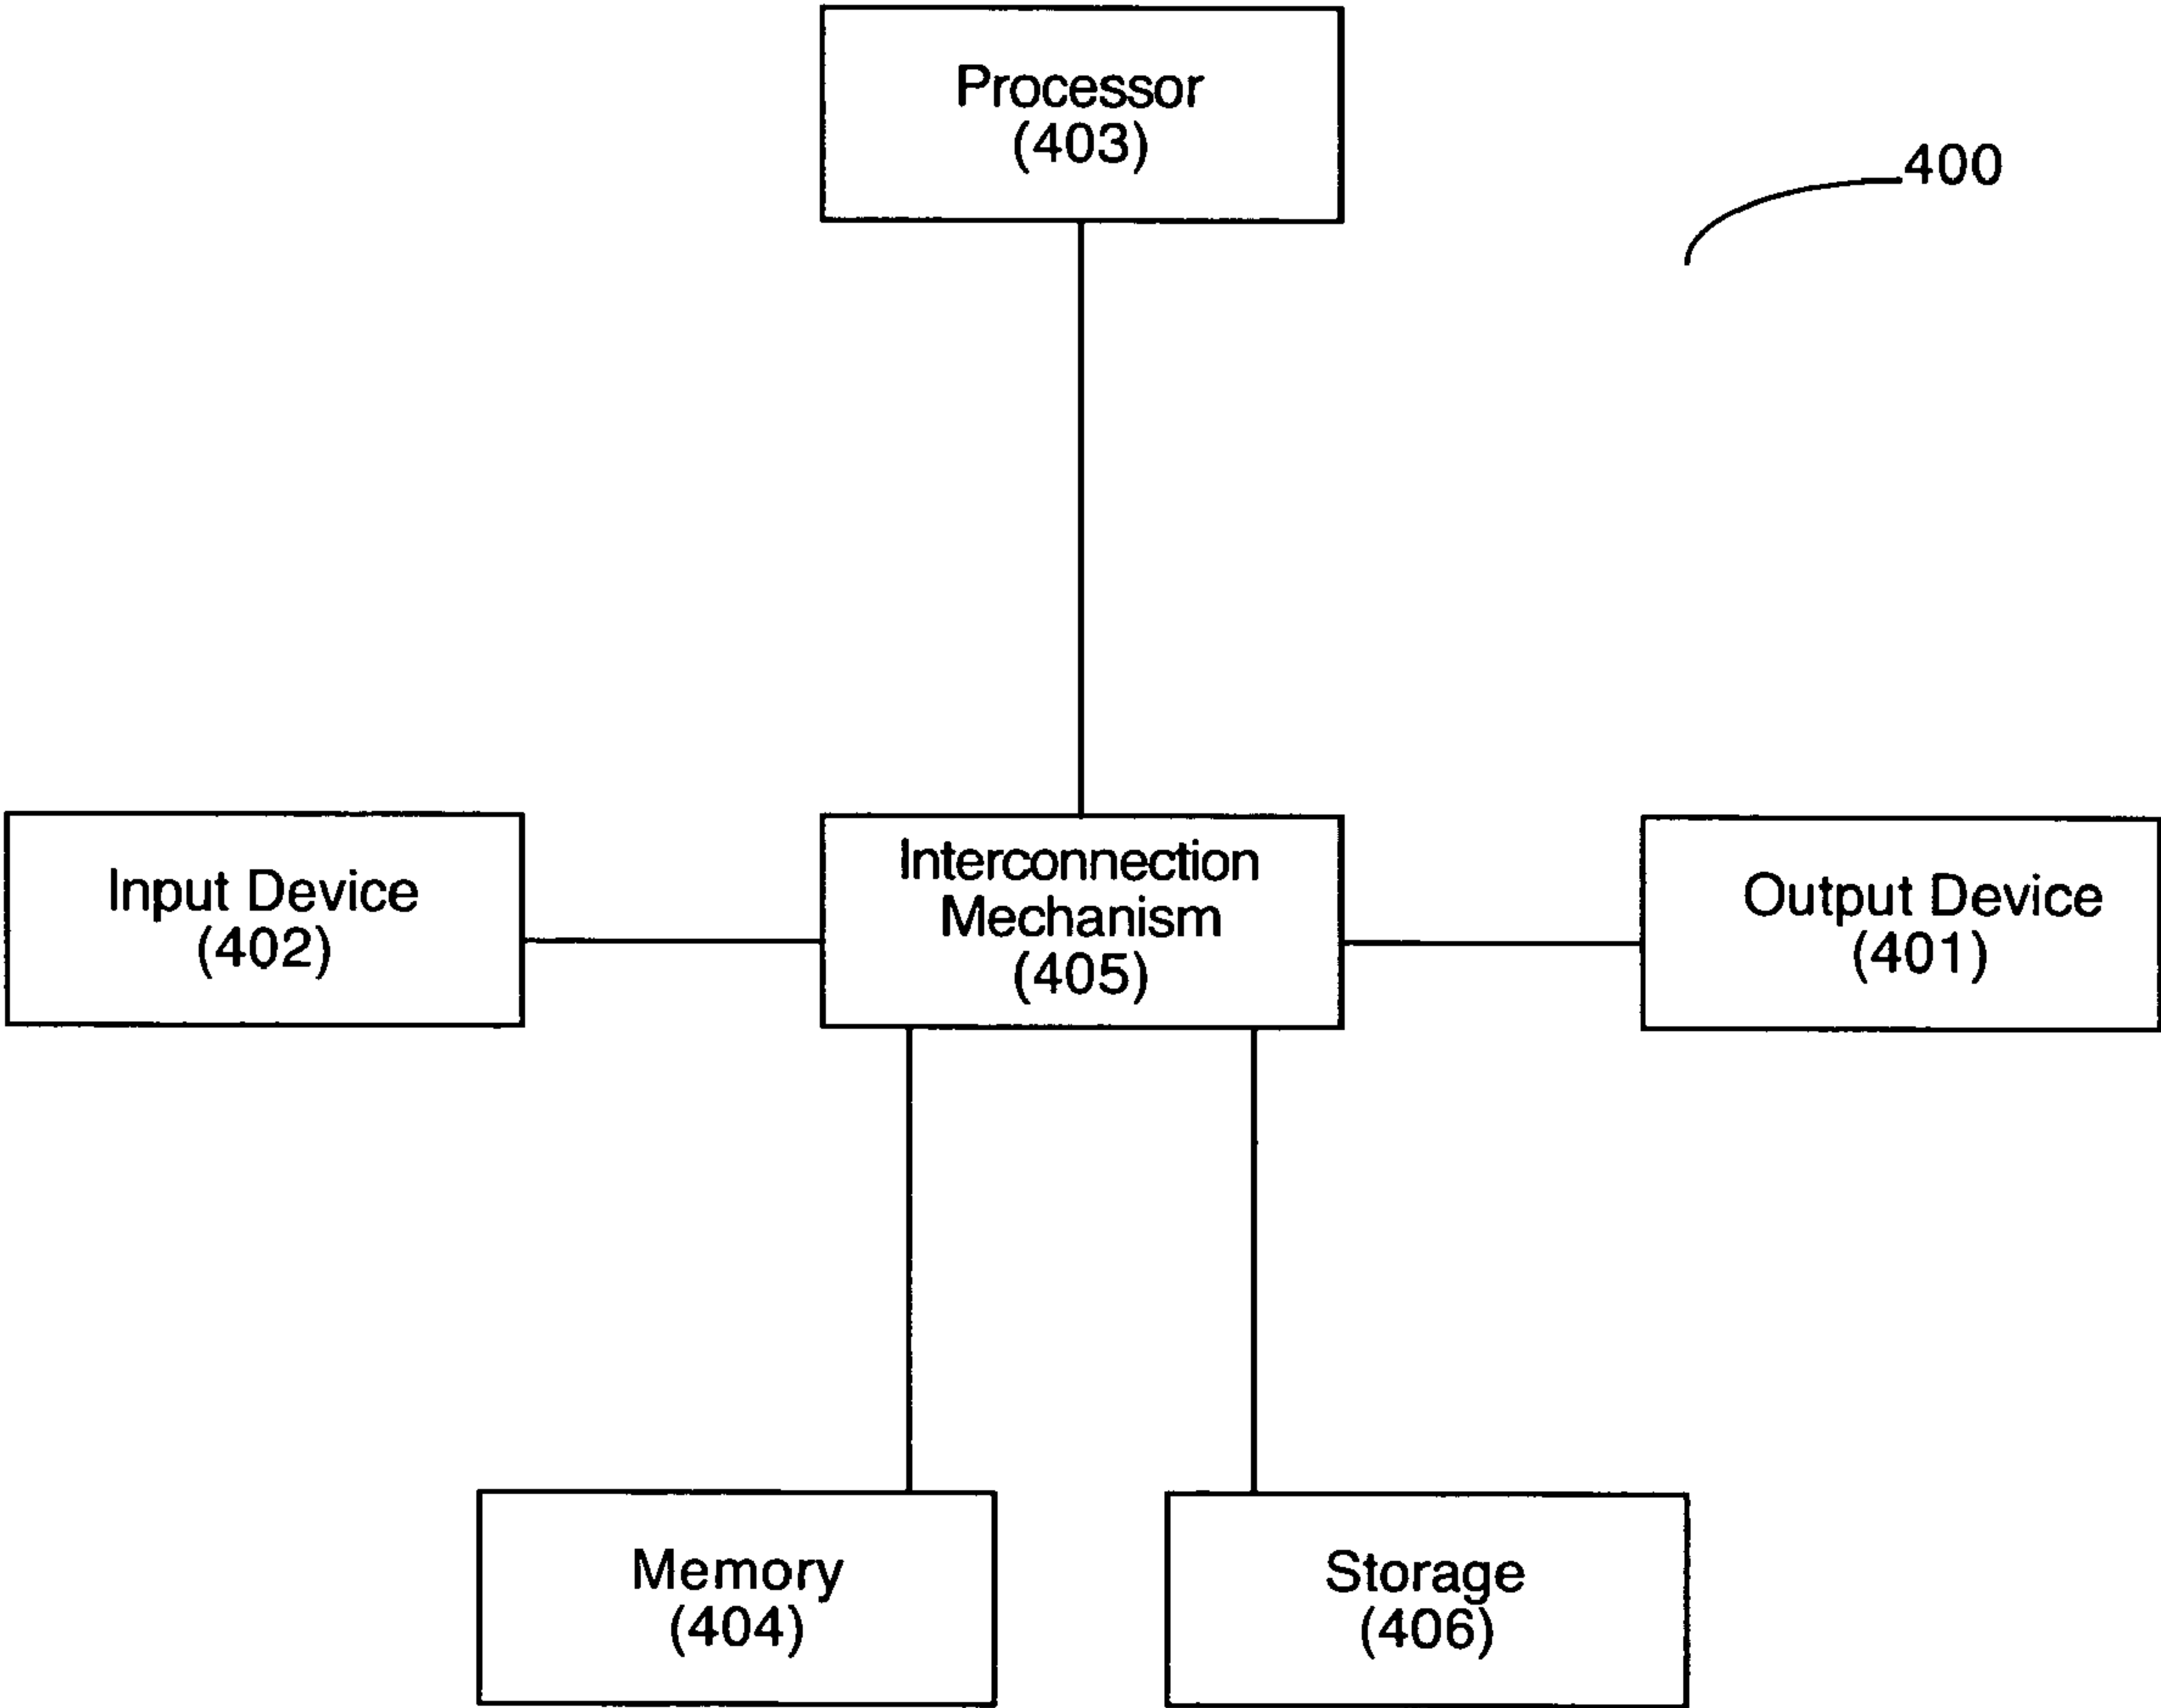 Processor
(403)
400
Input Device
(402)
Interconnection
Mechanism
(405)
Output Device
(401)
Memory
(404)
Storage
(406)